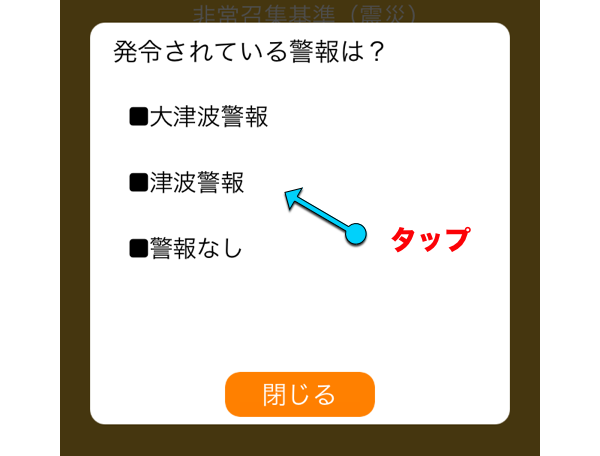 非常召集基準（震災）
発令されている警報は？
■大津波警報
■津波警報
タップ
■警報なし
閉じる